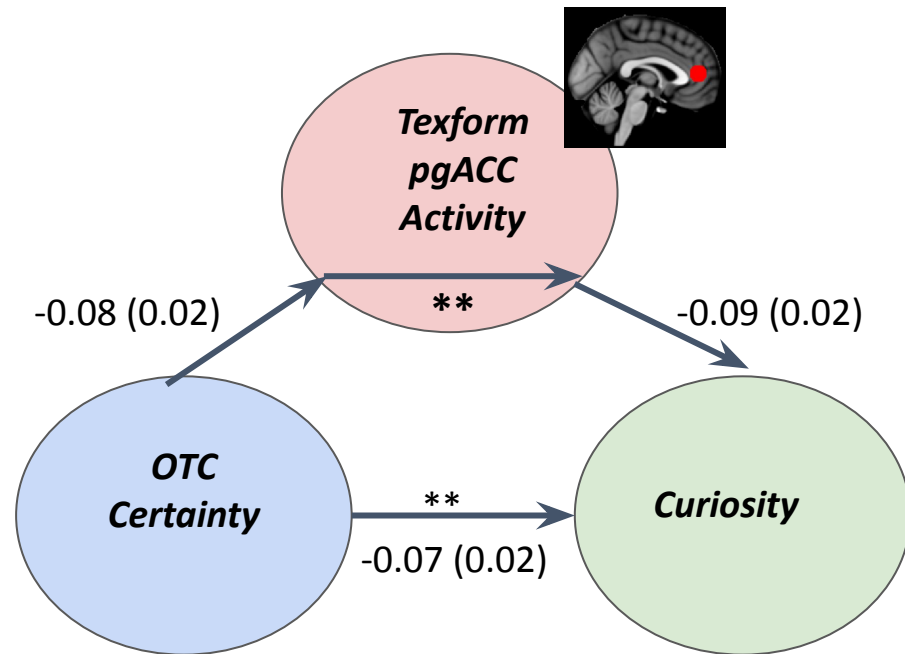 Texform
pgACC
Activity
**
-0.08 (0.02)
-0.09 (0.02)
OTC
Certainty
**
-0.07 (0.02)
Curiosity